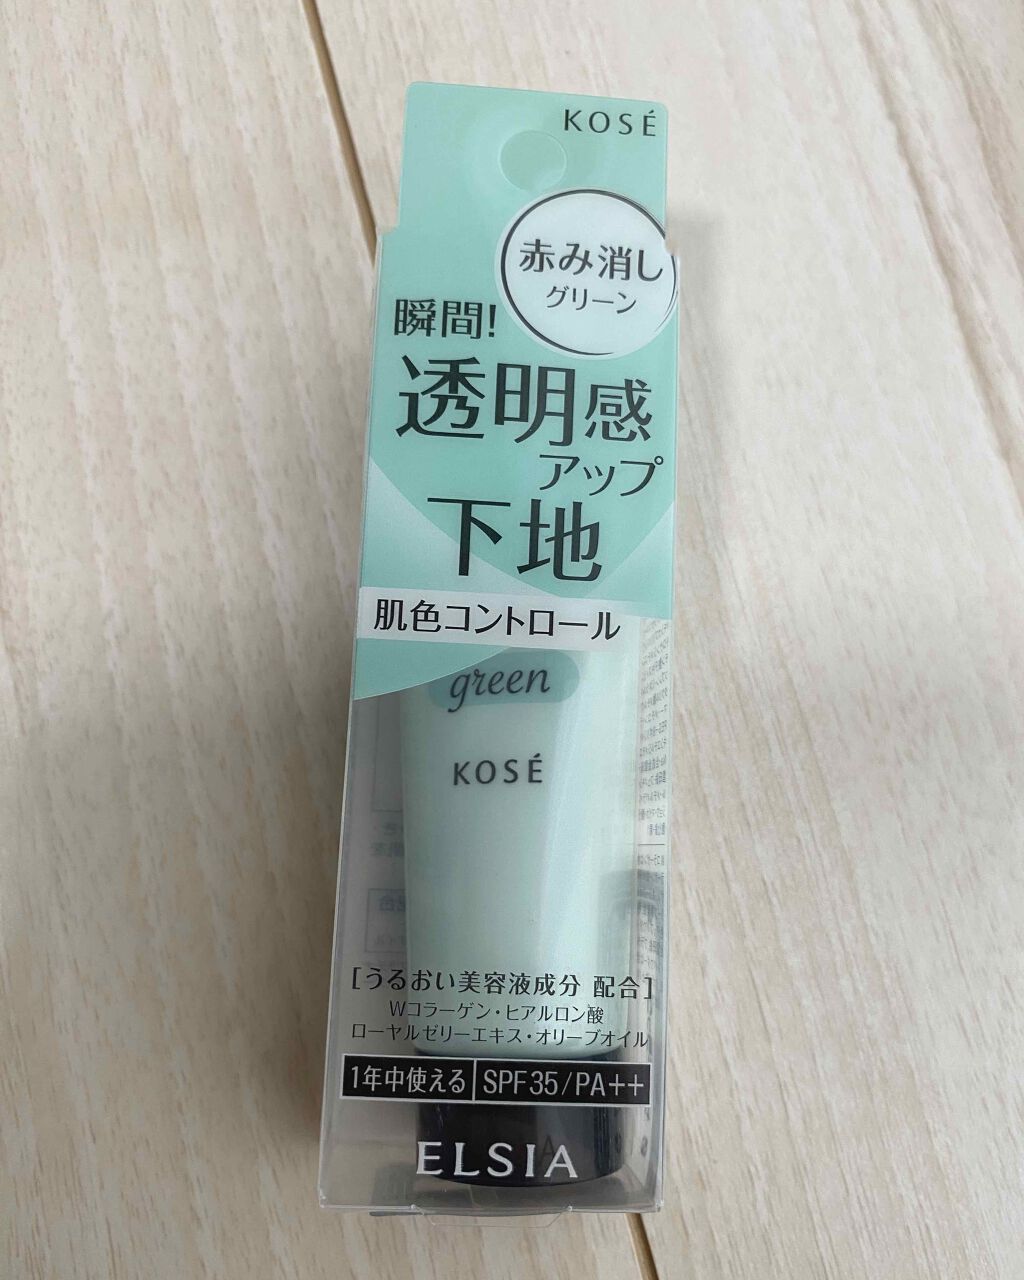 KOSÉ
赤み消し
グリーン
瞬間!
透明感
アップ
下地
肌色コントロール
green
KOSÉ
[うるおい美容液成分 配合]
Wコラーゲン・ヒアルロン酸
ローヤルゼリーエキス・オリーブオイル
1年中使える SPF35/PA++
ELSIA